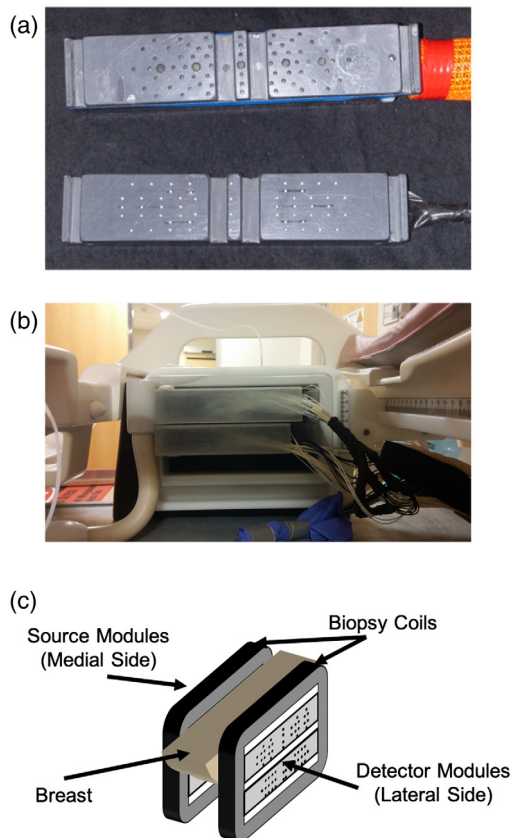 (a)
(b)
(c)
Biopsy Coils
Source Modules
(Medial Side)
Breast
Detector Modules
(Lateral Side)